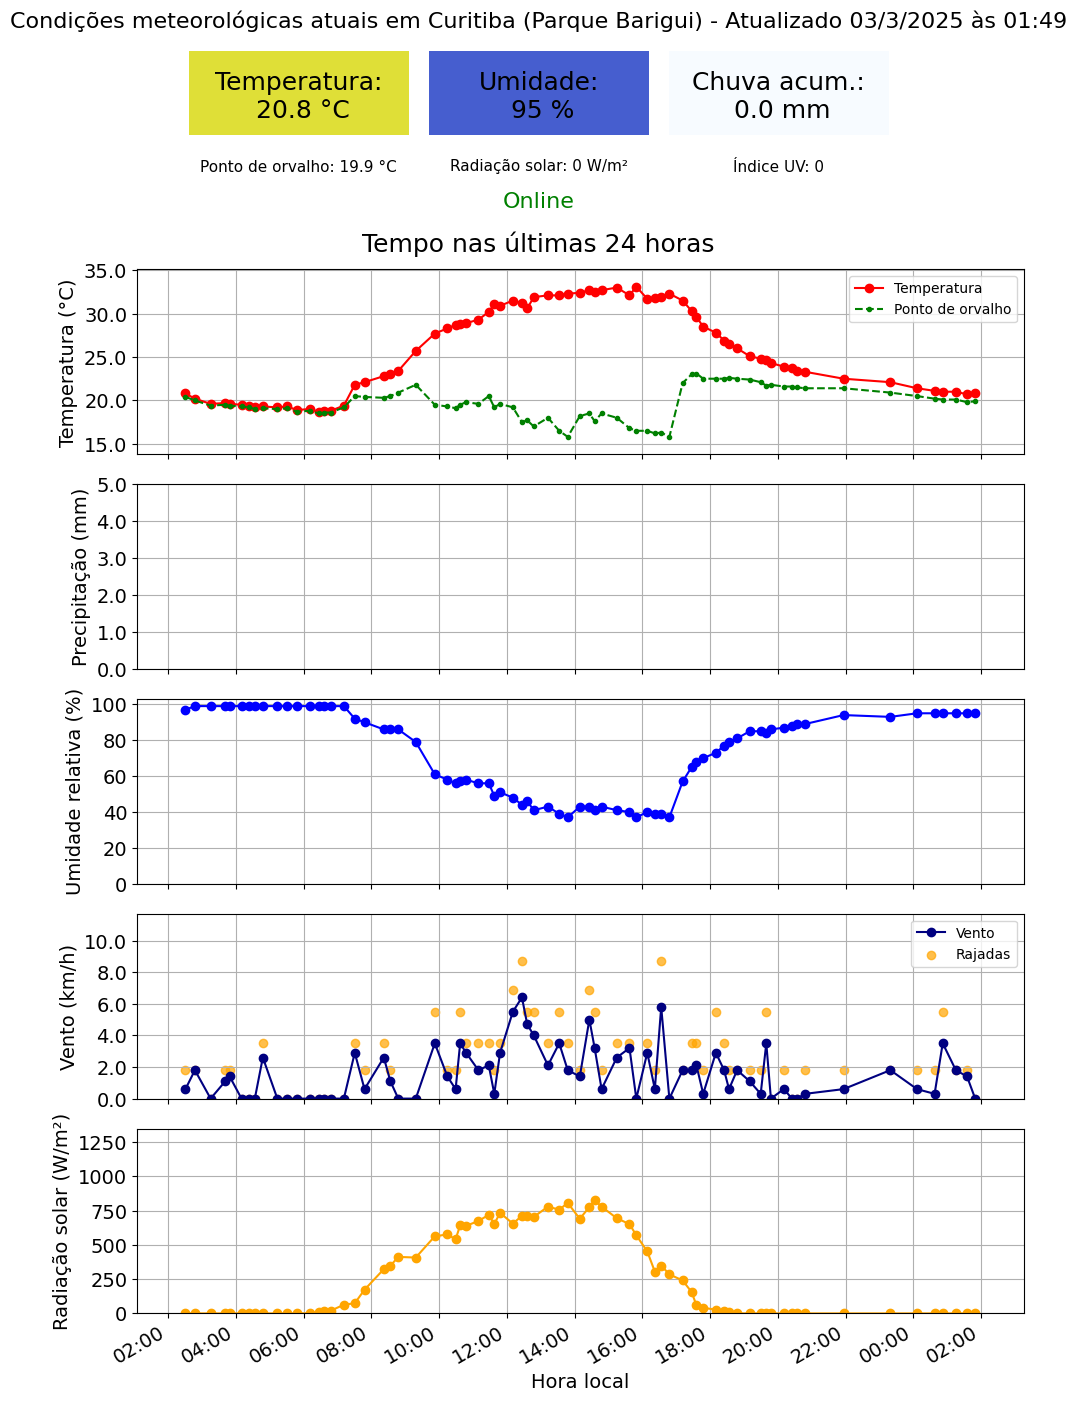 Condições meteorológicas atuais em Curitiba (Parque Barigui) - Atualizado 03/3/2025 às 01:49
Temperatura:
20.8 °C
Umidade:
95 %
Chuva acum.:
0.0 mm
Ponto de orvalho: 19.9 °C
Radiação solar: 0 W/m²
Índice UV: 0
Online
Tempo nas últimas 24 horas
Temperatura (°C)
35.0
30.0
25.0
20.0
15.0
Temperatura
Ponto de orvalho
Precipitação (mm)
5.0
4.0
3.0
2.0
1.0
0.0
Umidade relativa (%)
100
80
60
40
20
0
Vento (km/h)
10.0
8.0
6.0
4.0
2.0
0.0
Vento
Rajadas
Radiação solar (W/m²)
1250
1000
750
500
250
0
02:00 04:00 06:00 08:00 10:00 12:00 14:00 16:00 18:00 20:00 22:00 00:00 02:00
Hora local